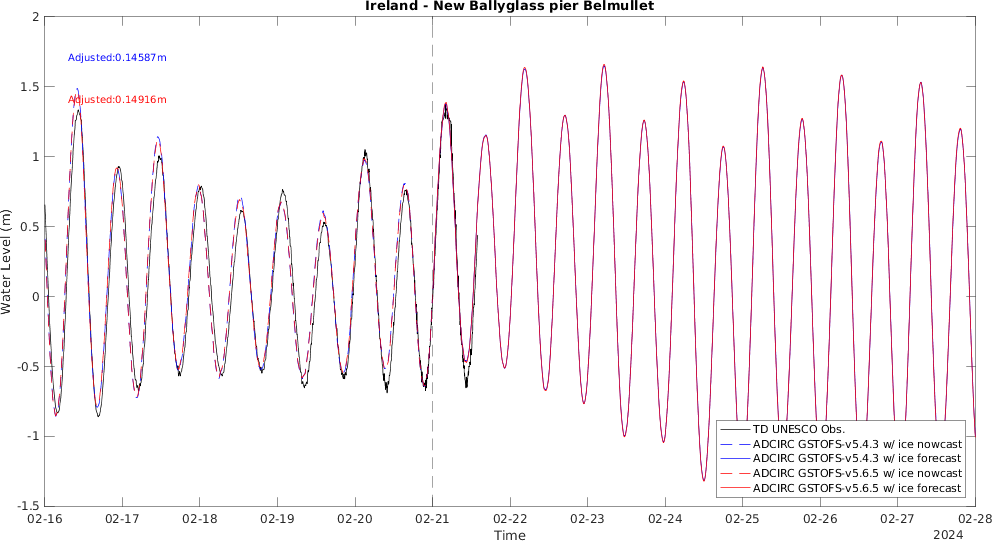 Ireland - New Ballyglass pier Belmullet
Adjusted:0.14587m
Adjusted:0.14916m
Water Level (m)
2
1.5
1
0.5
0
-0.5
-1
-1.5
TD UNESCO Obs.
ADCIRC GSTOFS-v5.4.3 w/ ice nowcast
ADCIRC GSTOFS-v5.4.3 w/ ice forecast
ADCIRC GSTOFS-v5.6.5 w/ ice nowcast
ADCIRC GSTOFS-v5.6.5 w/ ice forecast
02-16 02-17 02-18 02-19 02-20 02-21 02-22 02-23 02-24 02-25 02-26 02-27 02-28
Time
2024